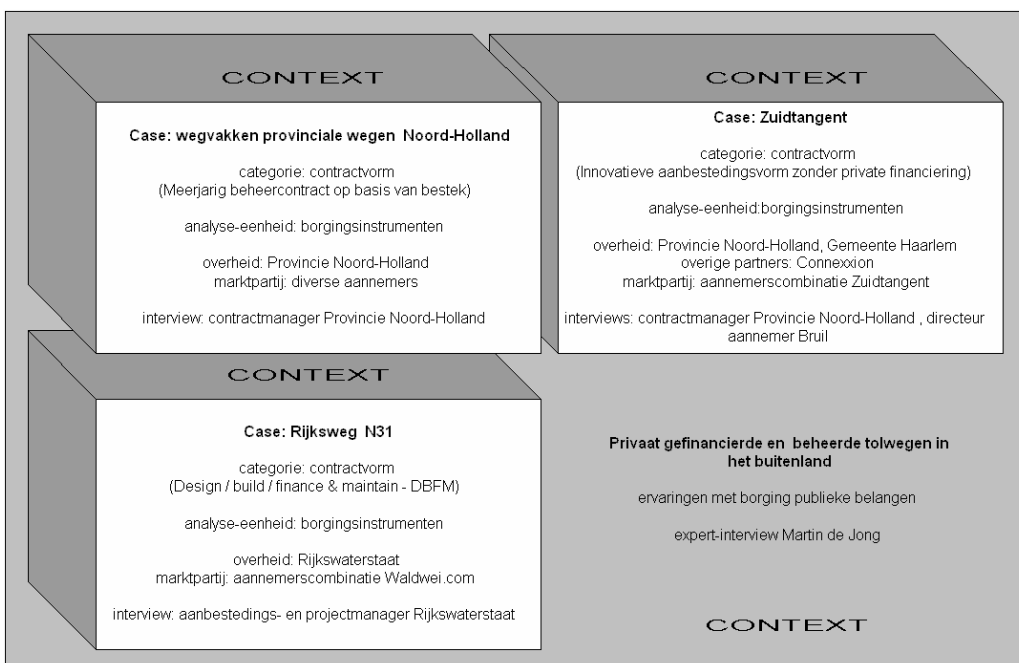 CONTEXT
Case: wegvakken provinciale wegen Noord-Holland
categorie: contractvorm
(Meerjarig beheercontract op basis van bestek)
analyse-eenheid: borgingsinstrumenten
overheid: Provincie Noord-Holland
marktpartij: diverse aannemers
interview: contractmanager Provincie Noord-Holland
CONTEXT
Case: Zuidtangent
categorie: contractvorm
(Innovatieve aanbestedingsvorm zonder private financiering)
analyse-eenheid:borgingsinstrumenten
overheid: Provincie Noord-Holland, Gemeente Haarlem
overige partners: Connexxion
marktpartij: aannemerscombinatie Zuidtangent
interviews: contractmanager Provincie Noord-Holland , directeur
aannemer Bruil
CONTEXT
Case: Rijksweg N31
categorie: contractvorm
(Design / build / finance & maintain - DBFM)
analyse-eenheid: borgingsinstrumenten
overheid: Rijkswaterstaat
marktpartij: aannemerscombinatie Waldwei.com
interview: aanbestedings- en projectmanager Rijkswaterstaat
Privaat gefinancierde en beheerde tolwegen in
het buitenland
ervaringen met borging publieke belangen
expert-interview Martin de Jong
CONTEXT